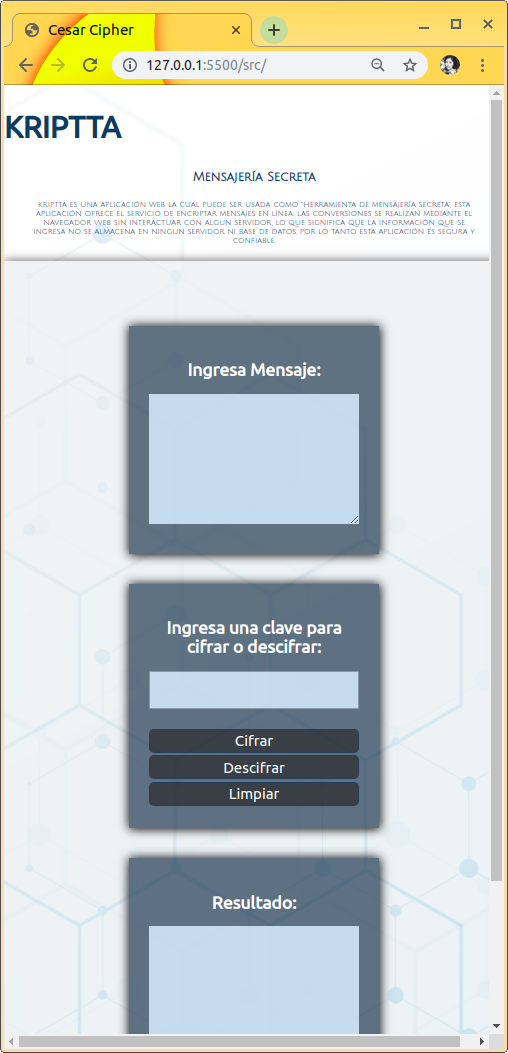 Cesar Cipher
127.0.0.1:5500/src/
KRIPTTA
Mensajería Secreta
KRIPTTA ES UNA APLICACIÓN WEB LA CUAL PUEDE SER USADA COMO "HERRAMIENTA DE MENSAJERÍA SECRETA", ESTA
APLICACIÓN OFRECE EL SERVICIO DE ENCRIPTAR MENSAJES EN LÍNEA. LAS CONVERSIONES SE REALIZAN MEDIANTE EL
NAVEGADOR WEB SIN INTERACTUAR CON ALGUN SERVIDOR, LO QUE SIGNIFICA QUE LA INFORMACIÓN QUE SE
INGRESA NO SE ALMACENA EN NINGUN SERVIDOR NI BASE DE DATOS, POR LO TANTO ESTA APLICACIÓN ES SEGURA Y
CONFIABLE.
Ingresa Mensaje:
Ingresa una clave para
cifrar o descifrar:
Cifrar
Descifrar
Limpiar
Resultado: